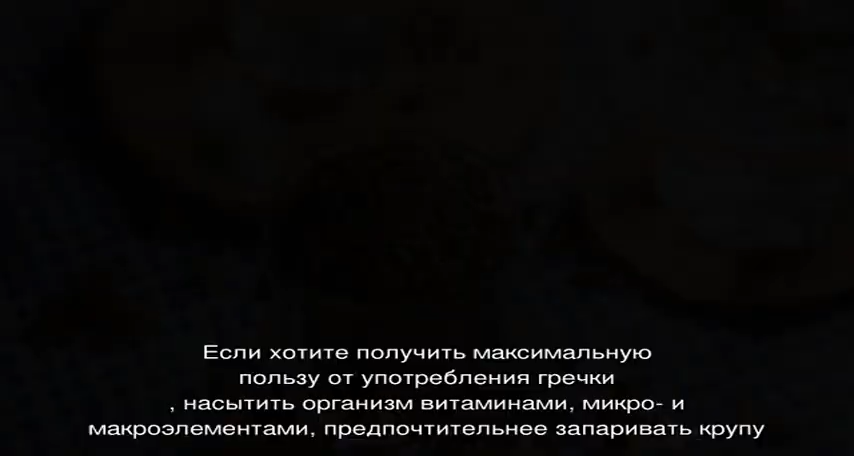 Если хотите получить максимальную
пользу от употребления гречки
, насытить организм витаминами, микро- и
макроэлементами, предпочтительнее запаривать крупу